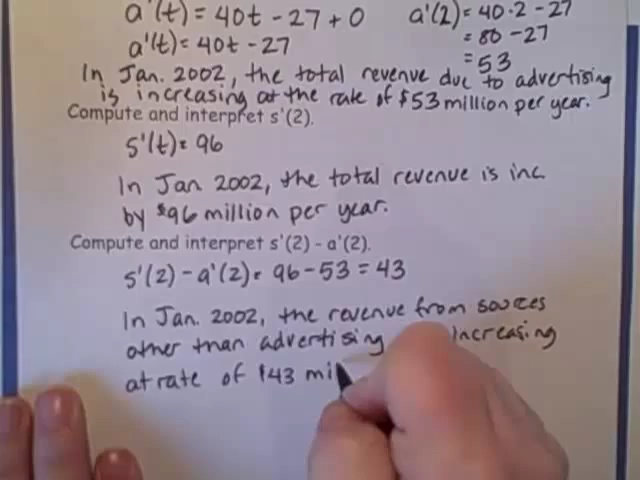 a'(t) = 40t - 27 + 0
a'(2) = 40·2 - 27
a'(t) = 40t - 27
= 80 - 27
= 53
In Jan. 2002, the total revenue due to advertising
is increasing at the rate of $53 million per year.
Compute and interpret s'(2).
s'(t) = 96
In Jan 2002, the total revenue is inc
by $96 million per year.
Compute and interpret s'(2) - a'(2).
s'(2) - a'(2) = 96 - 53 = 43
In Jan. 2002, the revenue from sources
other than advertising increasing
at rate of $43 mi